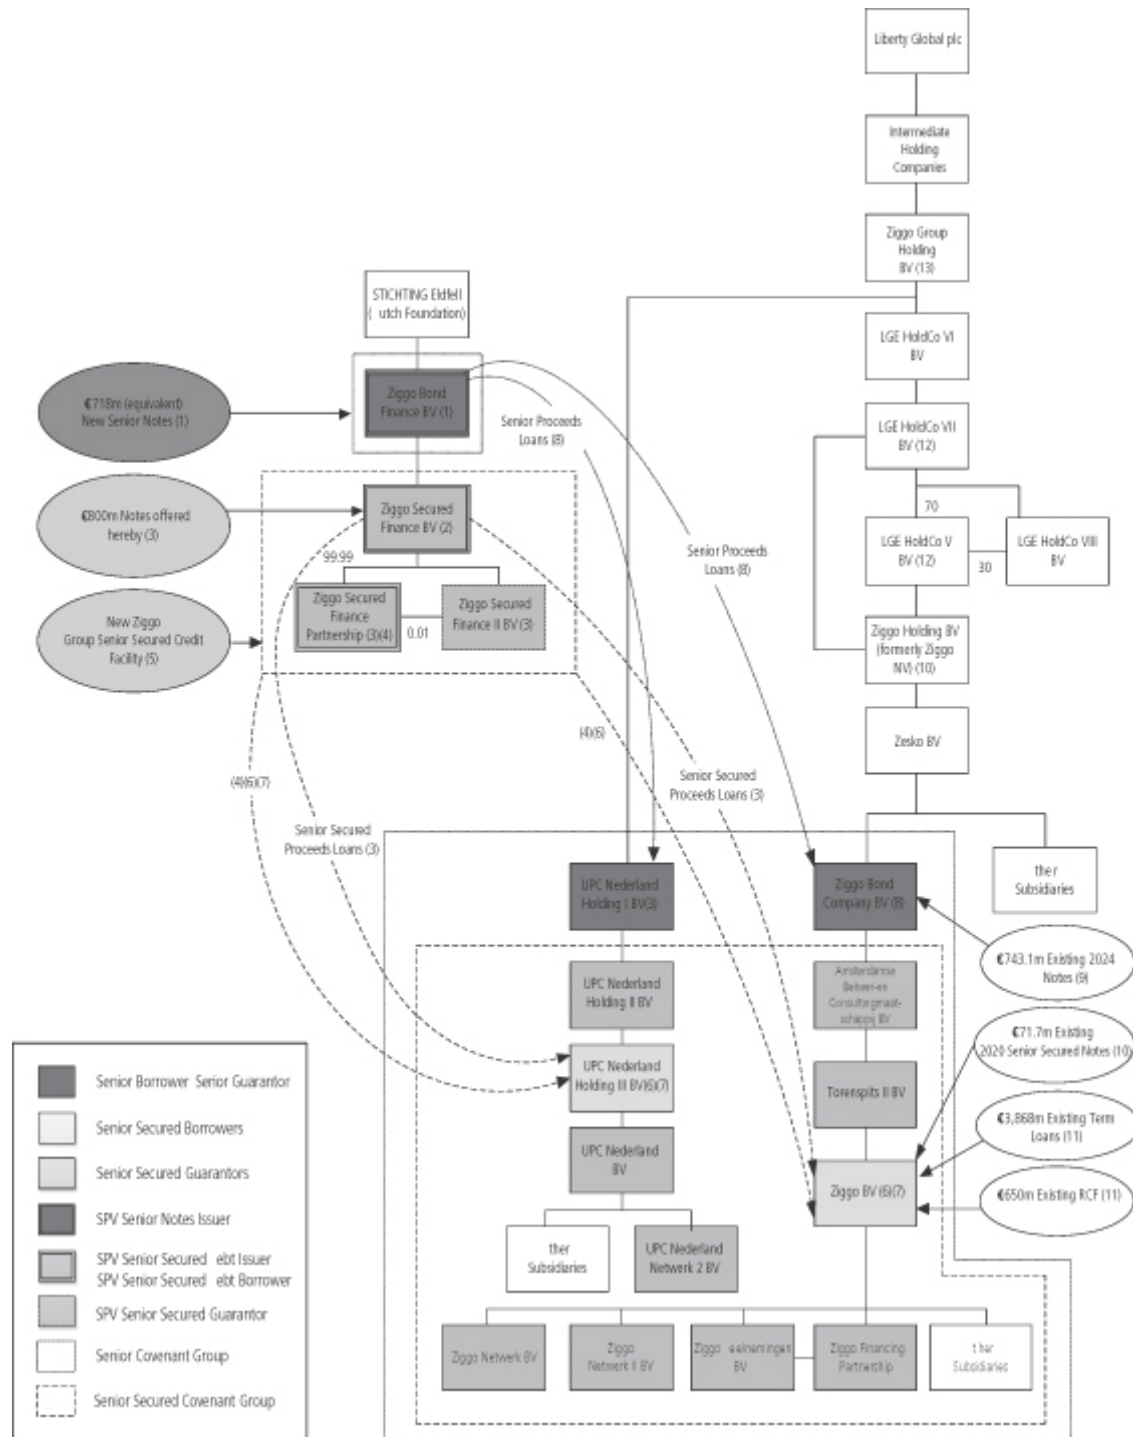 Liberty Global plc
Intermediate
Holding
Companies
Ziggo Group
Holding
BV (13)
STICHTING Eldfell
( utch Foundation)
LGE HoldCo VI
BV
Ziggo Bond
Finance BV (1)
€718m (equivalent)
New Senior Notes (1)
Senior Proceeds
Loans (8)
LGE HoldCo VII
BV (12)
€800m Notes offered
hereby (3)
Ziggo Secured
Finance BV (2)
70
LGE HoldCo V
BV (12)
30
LGE HoldCo VIII
BV
Senior Proceeds
Loans (8)
99.99
Ziggo Secured
Finance
Partnership (3)(4)
0.01
Ziggo Secured
Finance II BV (3)
New Ziggo
Group Senior Secured Credit
Facility (5)
Ziggo Holding BV
(formerly Ziggo
NV) (10)
Zesko BV
(4)(6)
(4)(6)(7)
Senior Secured
Proceeds Loans (3)
Senior Secured
Proceeds Loans (3)
UPC Nederland
Holding I BV(3)
Ziggo Bond
Company BV (8)
ther
Subsidiaries
€743.1m Existing 2024
Notes (9)
UPC Nederland
Holding II BV
Amsterdamse
Beheer-en
Consultingmaat-
schappij BV
€71.7m Existing
2020 Senior Secured Notes (10)
UPC Nederland
Holding III BV(6)(7)
Torenspits II BV
€3,868m Existing Term
Loans (11)
UPC Nederland
BV
Ziggo BV (6)(7)
€650m Existing RCF (11)
ther
Subsidiaries
UPC Nederland
Netwerk 2 BV
Ziggo Netwerk BV
Ziggo
Netwerk II BV
Ziggo eelnemingen
BV
Ziggo Financing
Partnership
ther
Subsidiaries
Senior Borrower Senior Guarantor
Senior Secured Borrowers
Senior Secured Guarantors
SPV Senior Notes Issuer
SPV Senior Secured ebt Issuer
SPV Senior Secured ebt Borrower
SPV Senior Secured Guarantor
Senior Covenant Group
Senior Secured Covenant Group